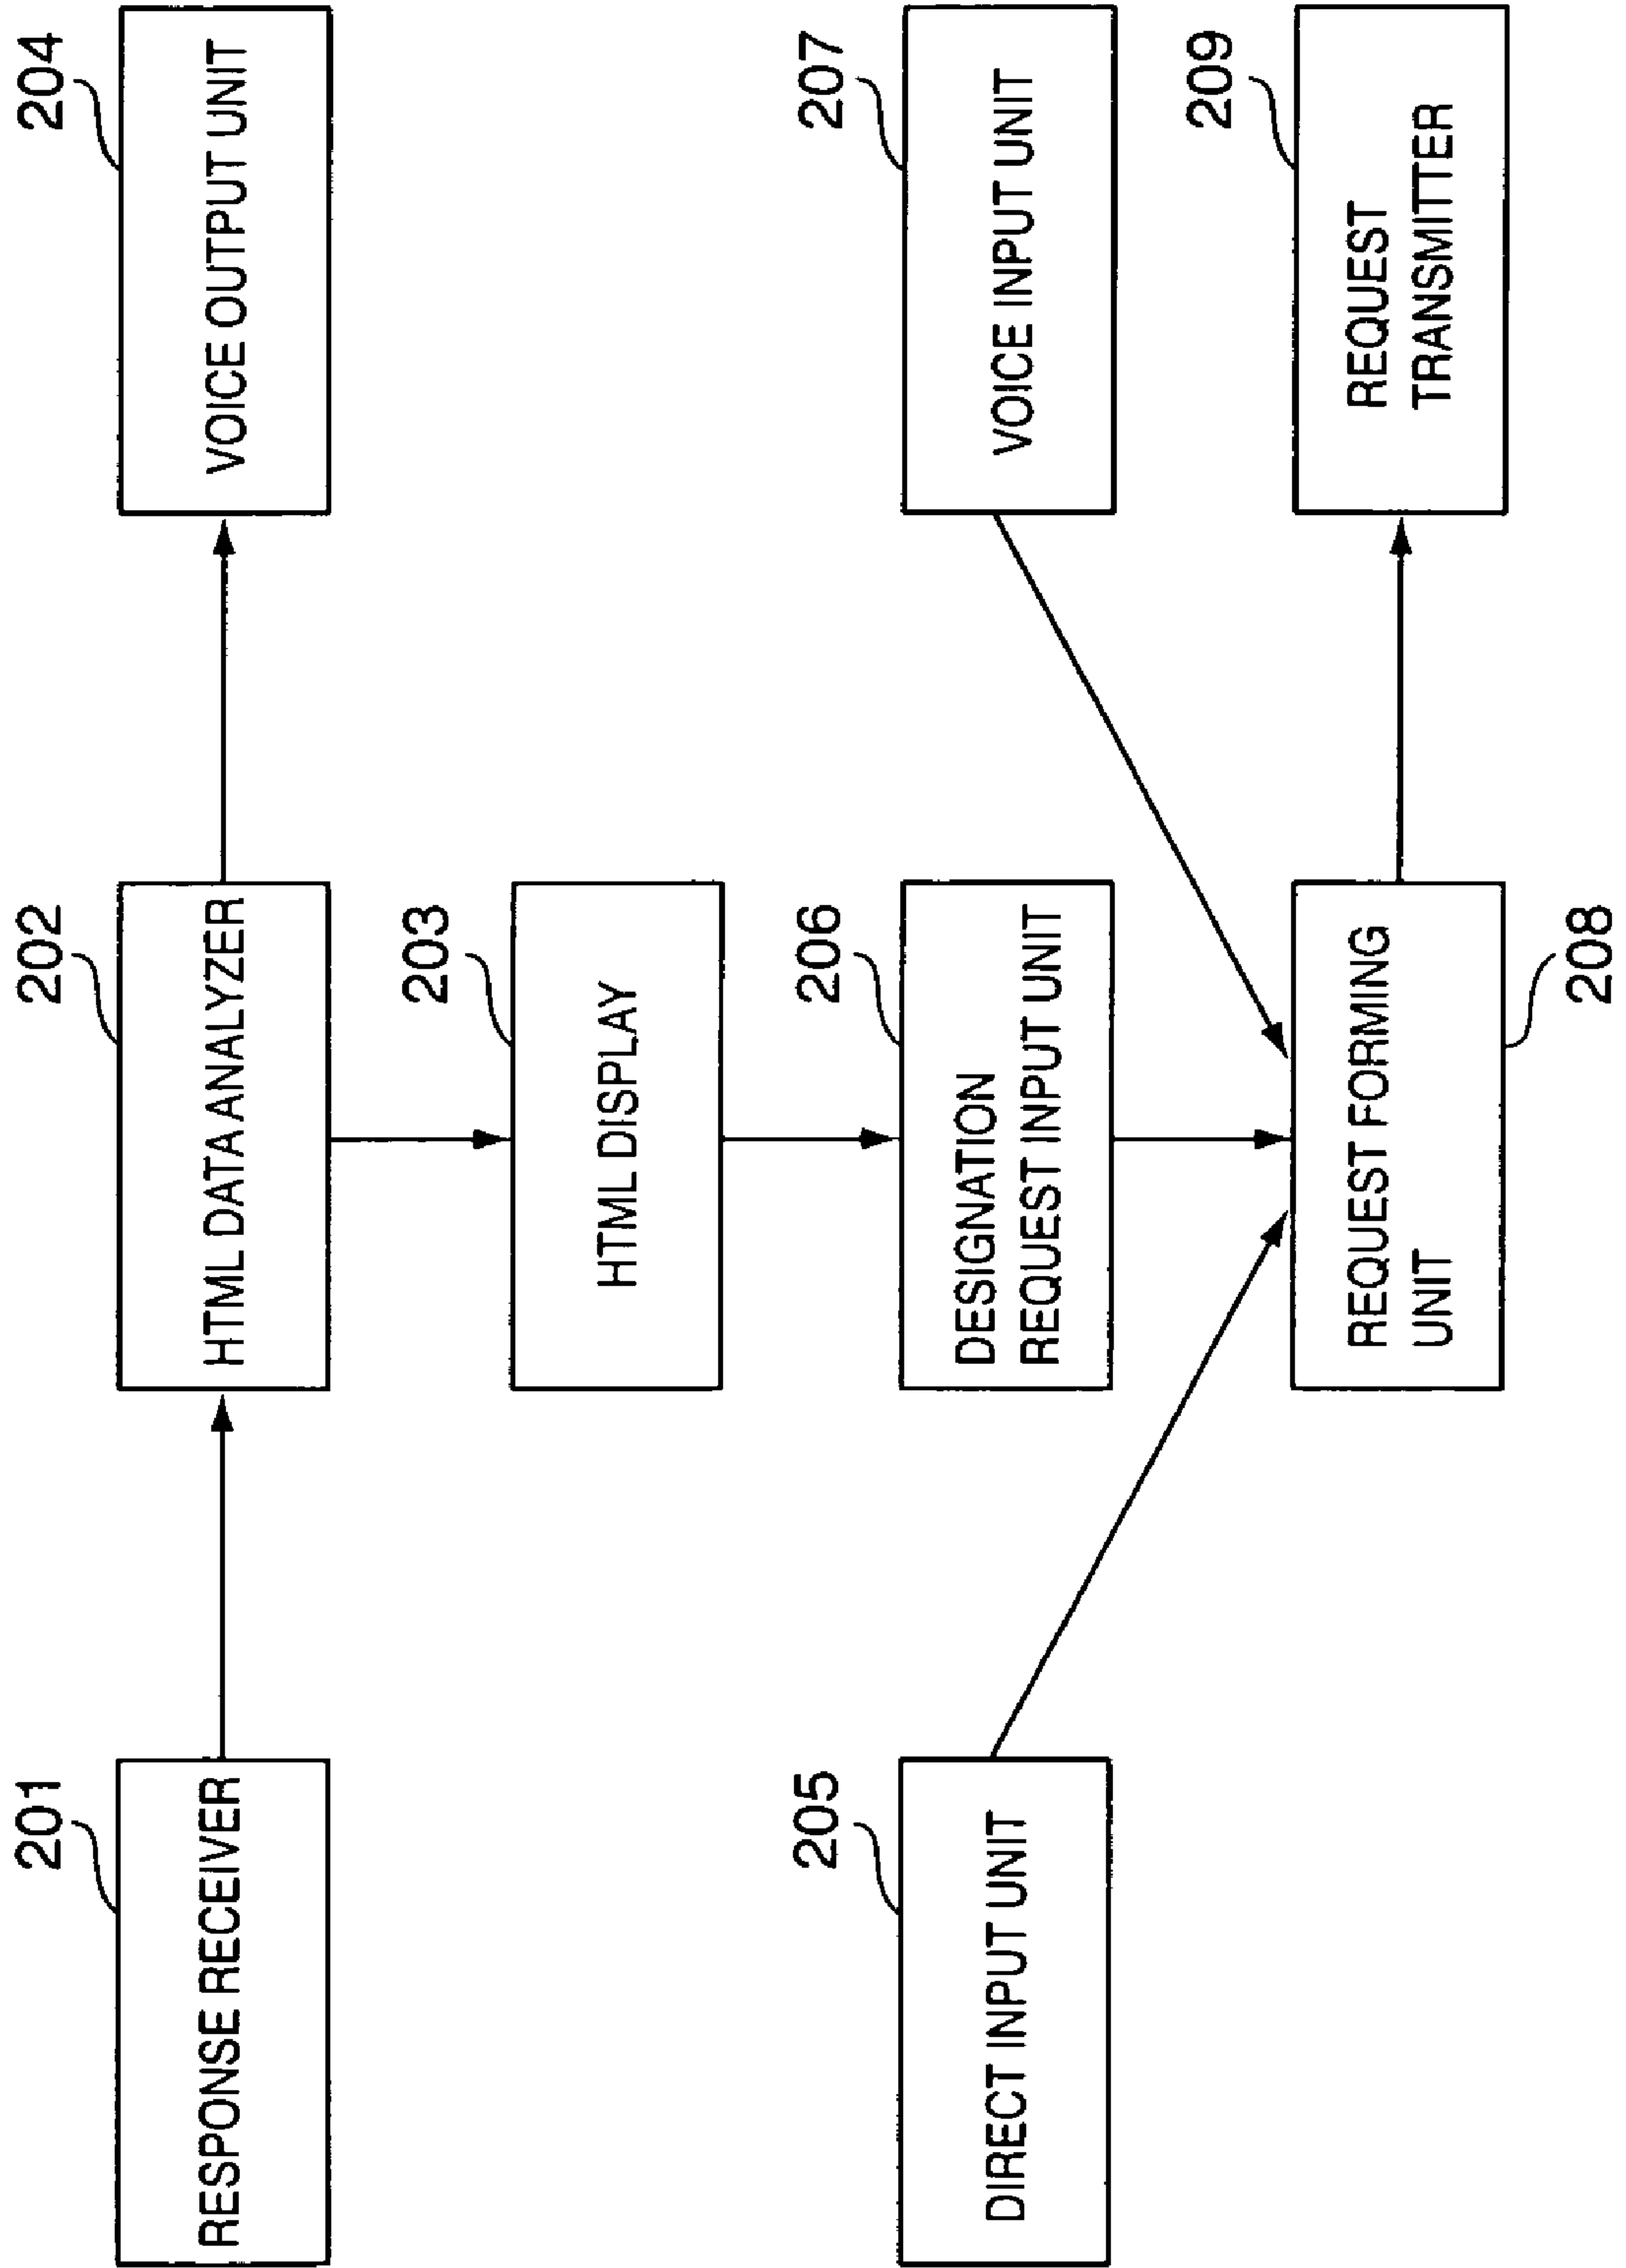 201
RESPONSE RECEIVER
202
HTML DATA ANALYZER
204
VOICE OUTPUT UNIT
203
HTML DISPLAY
205
DIRECT INPUT UNIT
206
DESIGNATION
REQUEST INPUT UNIT
207
VOICE INPUT UNIT
REQUEST FORMING
UNIT
208
209
REQUEST
TRANSMITTER